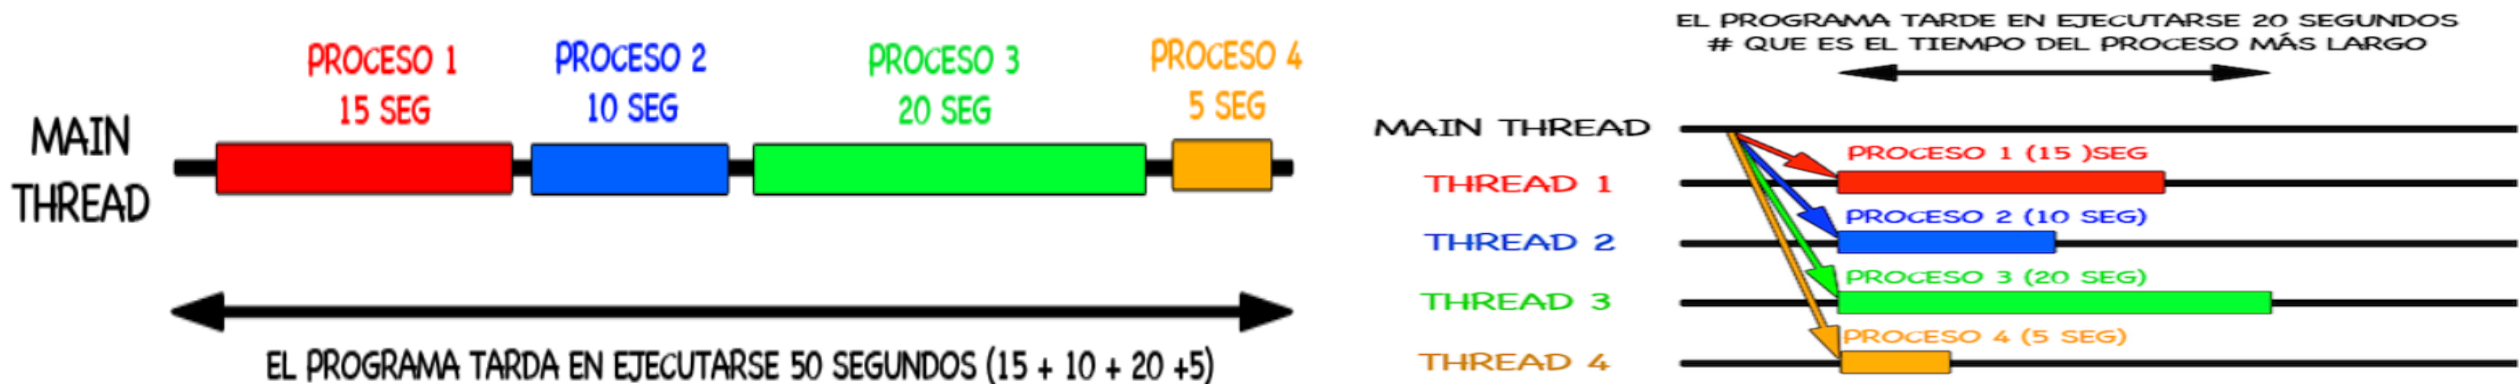 PROCESO 1
15 SEG
PROCESO 2
10 SEG
PROCESO 3
20 SEG
PROCESO 4
5 SEG
MAIN
THREAD
EL PROGRAMA TARDA EN EJECUTARSE 50 SEGUNDOS (15 + 10 + 20 +5)
EL PROGRAMA TARDE EN EJECUTARSE 20 SEGUNDOS
# QUE ES EL TIEMPO DEL PROCESO MÁS LARGO
MAIN THREAD
PROCESO 1 (15 )SEG
THREAD 1
PROCESO 2 (10 SEG)
THREAD 2
PROCESO 3 (20 SEG)
THREAD 3
PROCESO 4 (5 SEG)
THREAD 4